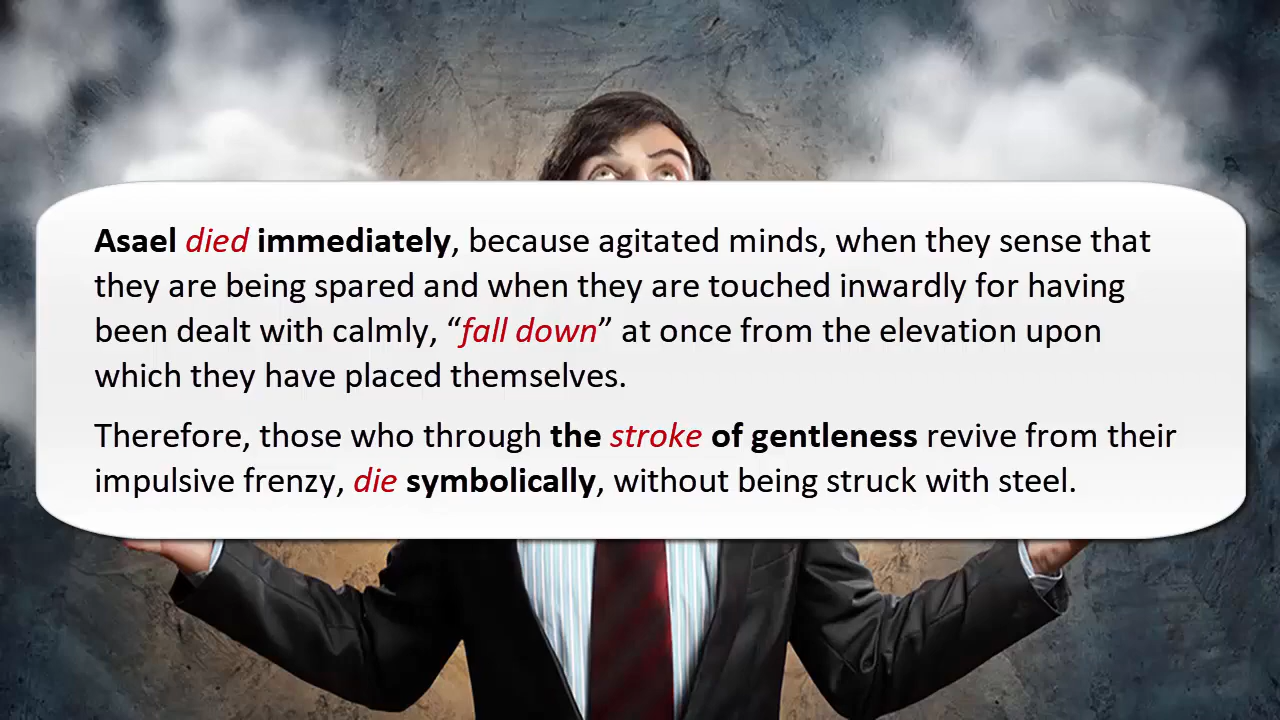 Asael died immediately, because agitated minds, when they sense that
they are being spared and when they are touched inwardly for having
been dealt with calmly, “fall down” at once from the elevation upon
which they have placed themselves.
Therefore, those who through the stroke of gentleness revive from their
impulsive frenzy, die symbolically, without being struck with steel.